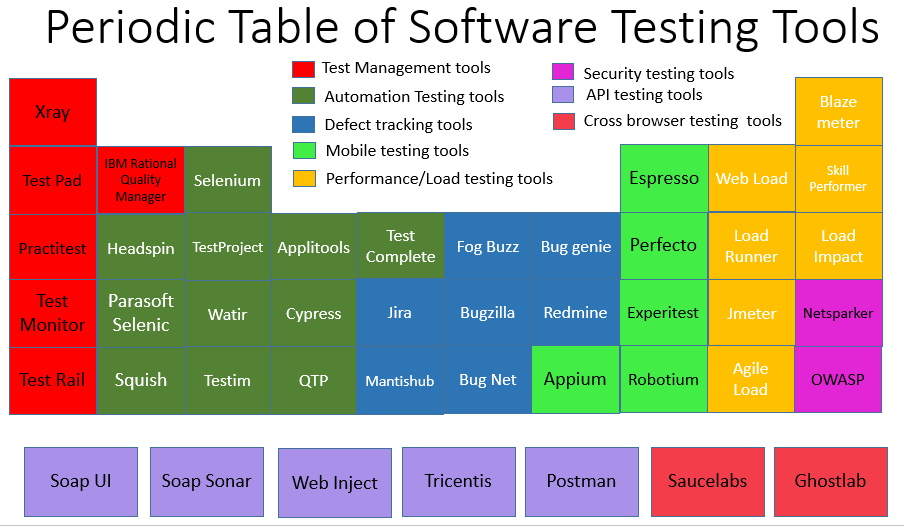 Periodic Table of Software Testing Tools
Test Management tools
Automation Testing tools
Defect tracking tools
Mobile testing tools
Performance/Load testing tools
Security testing tools
API testing tools
Cross browser testing tools
Xray
Blaze
meter
Test Pad
IBM Rational
Quality
Manager
Selenium
Espresso
Web Load
Skill
Performer
Practitest
Headspin
TestProject
Applitools
Test
Complete
Fog Buzz
Bug genie
Perfecto
Load
Runner
Load
Impact
Test
Monitor
Parasoft
Selenic
Watir
Cypress
Jira
Bugzilla
Redmine
Experitest
Jmeter
Netsparker
Test Rail
Squish
Testim
QTP
Mantishub
Bug Net
Appium
Robotium
Agile
Load
OWASP
Soap UI
Soap Sonar
Web Inject
Tricentis
Postman
Saucelabs
Ghostlab